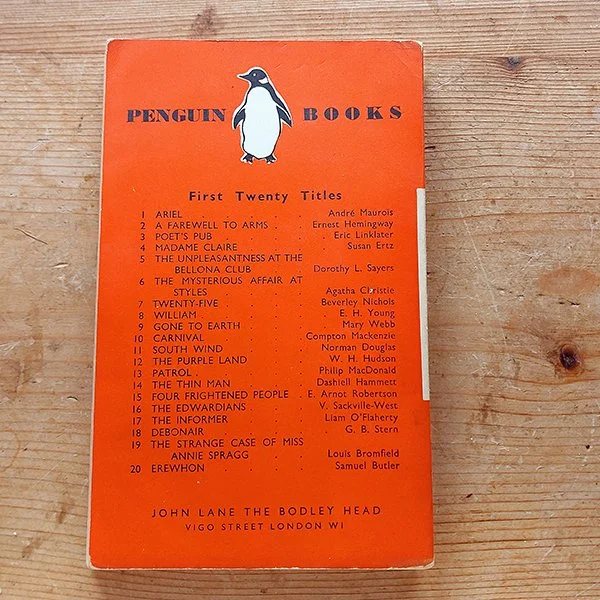 PENGUIN BOOKS
First Twenty Titles
1 ARIEL . . . André Maurois
2 A FAREWELL TO ARMS . . Ernest Hemingway
3 POET'S PUB . . . Eric Linklater
4 MADAME CLAIRE . . . Susan Ertz
5 THE UNPLEASANTNESS AT THE
BELLONA CLUB . Dorothy L. Sayers
6 THE MYSTERIOUS AFFAIR AT
STYLES . . . Agatha Christie
7 TWENTY-FIVE . . . Beverley Nichols
8 WILLIAM . . . . E. H. Young
9 GONE TO EARTH . . . Mary Webb
10 CARNIVAL . . . Compton Mackenzie
11 SOUTH WIND . . . Norman Douglas
12 THE PURPLE LAND . . . W. H. Hudson
13 PATROL . . . . Philip MacDonald
14 THE THIN MAN . . Dashiell Hammett
15 FOUR FRIGHTENED PEOPLE . E. Arnot Robertson
16 THE EDWARDIANS . . V. Sackville-West
17 THE INFORMER . . Liam O'Flaherty
18 DEBONAIR . . . G. B. Stern
19 THE STRANGE CASE OF MISS
ANNIE SPRAGG . . Louis Bromfield
20 EREWHON . . . Samuel Butler
JOHN LANE THE BODLEY HEAD
VIGO STREET LONDON W1